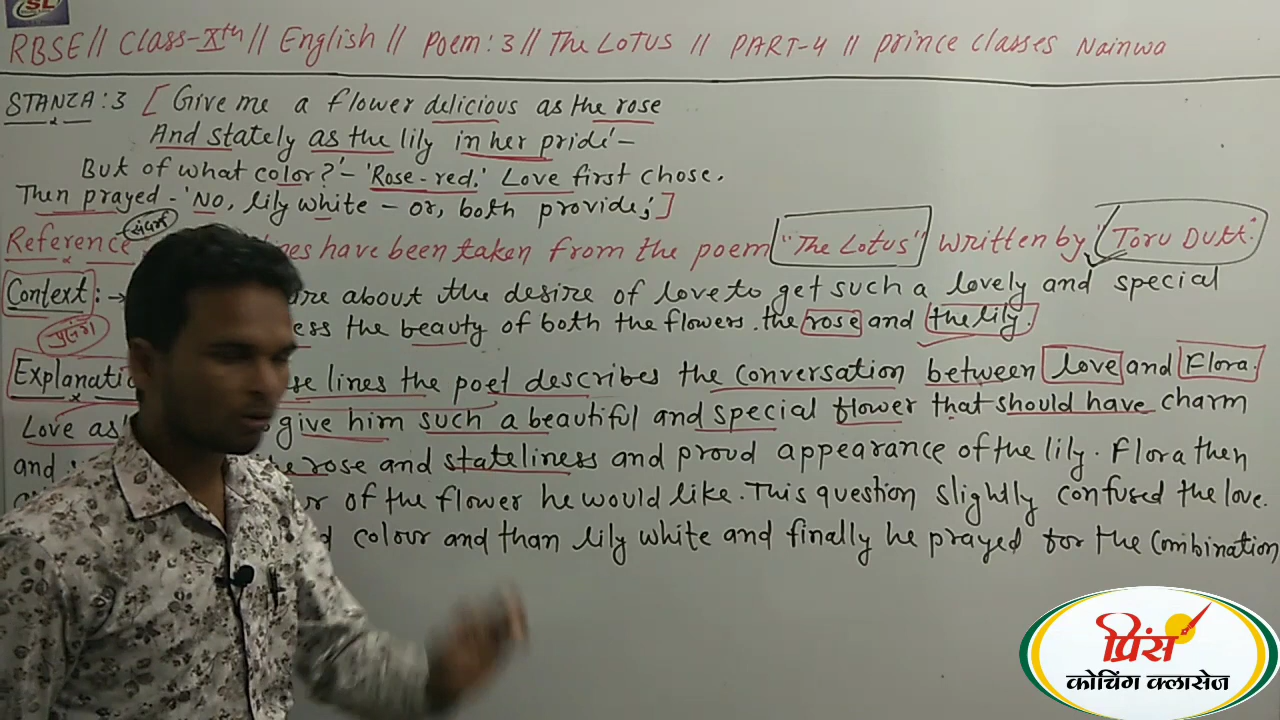 SL
RBSE // Class-Xth // English // Poem: 3 // The LOTUS // PART-4 // prince classes Nainwa
STANZA: 3 [ Give me a flower delicious as the rose
And stately as the lily in her pride' –
But of what color?' – 'Rose-red.' Love first chose.
Then prayed - 'No, lily white – or, both provide;' ]
संदर्भ
Reference have been taken from the poem "The Lotus" written by "Toru Dutt."
Context :- → are about the desire of love to get such a lovely and special
the beauty of both the flowers. the rose and the lily.
Explanation lines the poet describes the conversation between love and Flora.
Love give him such a beautiful and special flower that should have charm
and rose and stateliness and proud appearance of the lily. Flora then
of the flower he would like. This question slightly confused the love.
colour and than lily white and finally he prayed for the combination
प्रिंस
कोचिंग क्लासेज